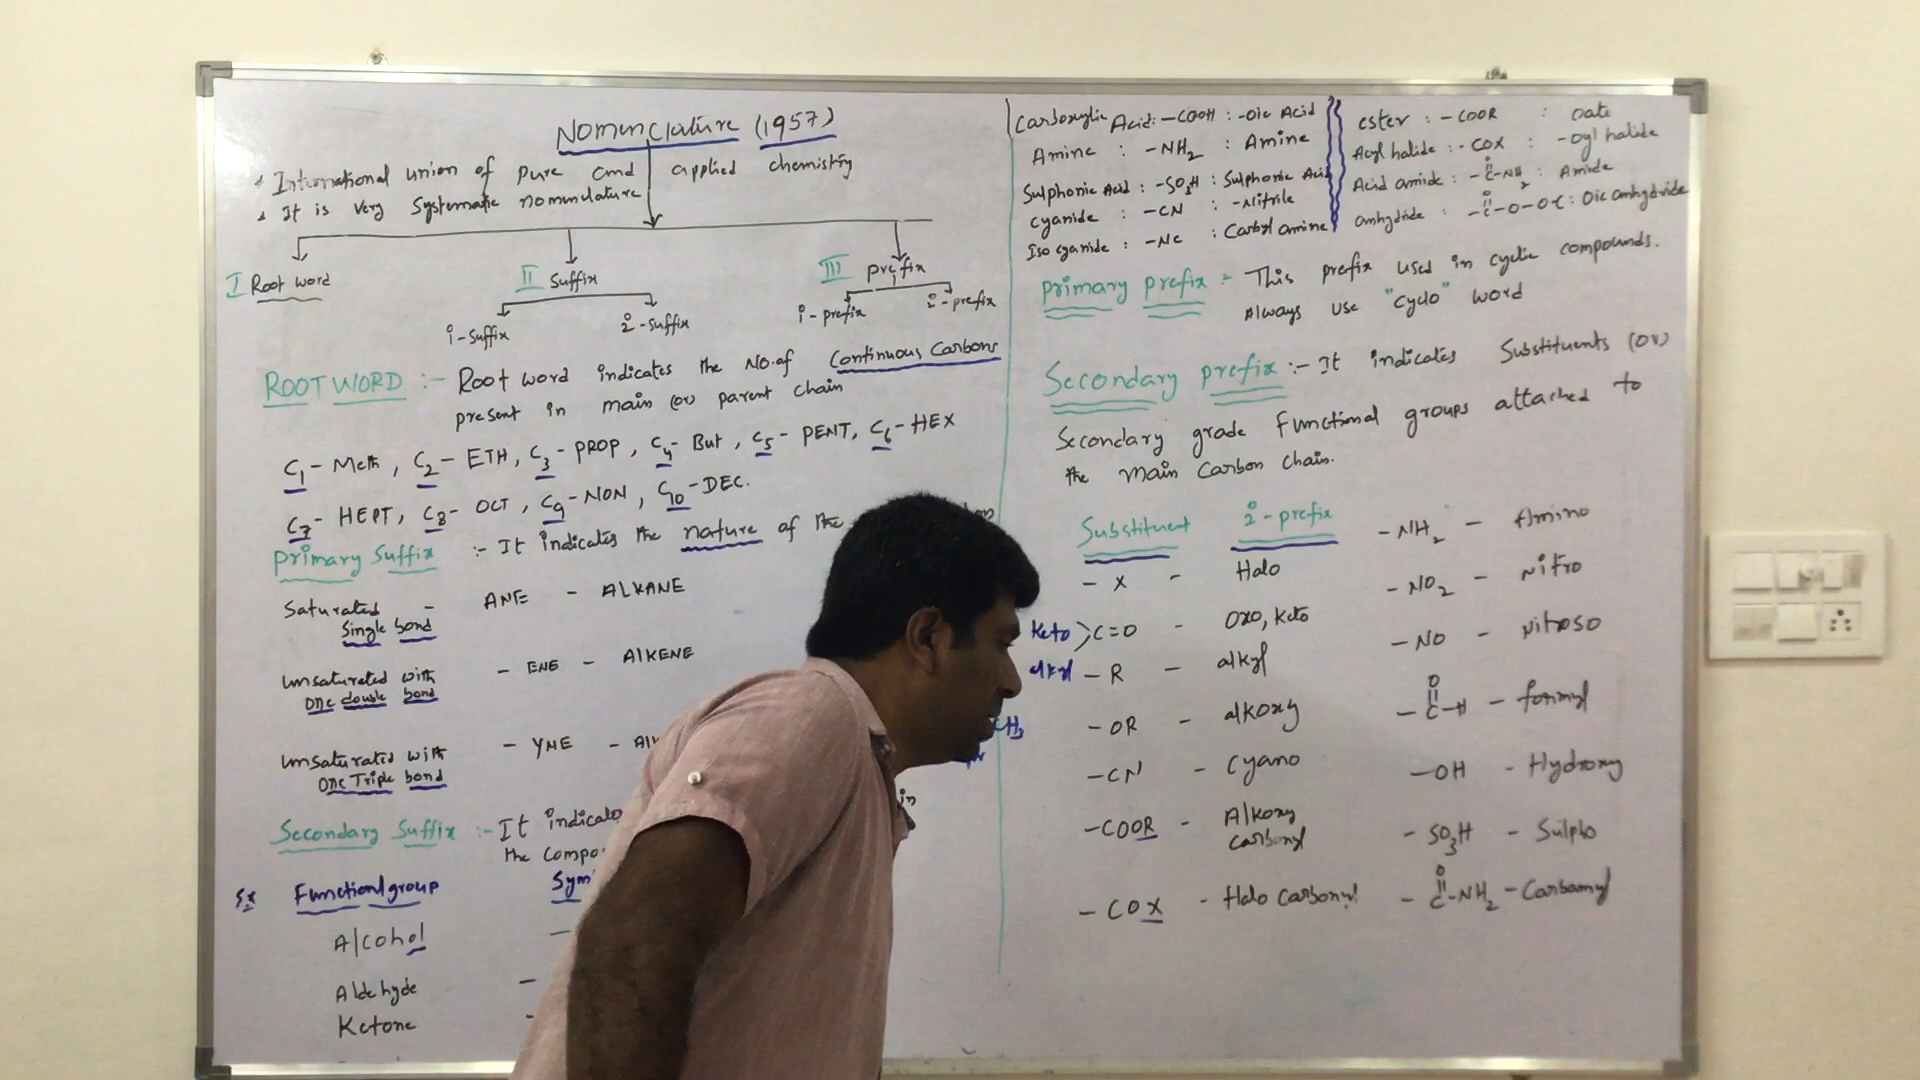 Nomenclature (1957)
* International union of pure and applied chemistry
* It is very systematic nomenclature
I Root word
II Suffix
III prefix
1̊-suffix
2̊-suffix
1̊-prefix
2̊-prefix
ROOT WORD :- Root word indicates the No.of Continuous Carbons
present in main (or) parent chain
C₁- Meth, C₂- ETH, C₃- PROP, C₄- But, C₅- PENT, C₆- HEX
C₇- HEPT, C₈- OCT, C₉- NON, C₁₀- DEC.
Primary Suffix :- It indicates the nature of the
Saturated - ANE - ALKANE
Single bond
Unsaturated with - ENE - AlKENE
One double bond
Unsaturated with - YNE - Alk
One Triple bond
Secondary Suffix :- It indicates in
the compo
Ex Functional group Sym
Alcohol -
Aldehyde -
Ketone -
CH₃
Carboxylic Acid: -COOH : -Oic Acid
Amine : -NH₂ : Amine
Sulphonic Acid : -SO₃H : Sulphonic Acid
Cyanide : -CN : -Nitrile
Iso cyanide : -NC : Carbyl amine
ester : -COOR : Oate
Acyl halide : -COX : -Oyl halide
Acid amide : -C-NH₂ : Amide
O
anhydride : -C-O-O-C : Oic anhydride
O
Primary prefix :- This prefix used in cyclic compounds.
Always use "Cyclo" word
Secondary prefix :- It indicates Substituents (or)
Secondary grade Functional groups attached to
the main carbon chain.
Substituent 2̊-prefix
- X - Halo
Keto >C=O - Oxo, Keto
alkyl - R - alkyl
- OR - alkoxy
-CN - Cyano
-COOR - Alkoxy
carbonyl
- COX - Halo carbonyl
-NH₂ - Amino
-NO₂ - Nitro
-NO - Nitroso
O
-C-H - formyl
-OH - Hydroxy
- SO₃H - Sulpho
O
- C-NH₂ - Carbamyl